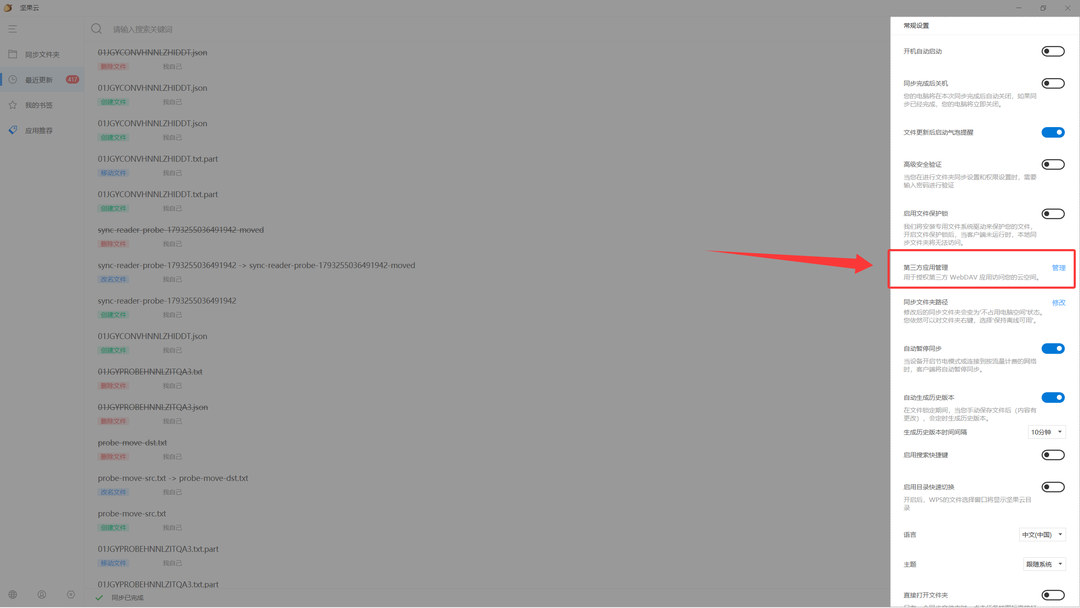 坚果云
请输入搜索关键词
同步文件夹
最近更新 417
我的书签
应用推荐
01JGYCONVHNNLZHIDDT.json
删除文件 我自己
01JGYCONVHNNLZHIDDT.json
创建文件 我自己
01JGYCONVHNNLZHIDDT.json
创建文件 我自己
01JGYCONVHNNLZHIDDT.txt.part
移动文件 我自己
01JGYCONVHNNLZHIDDT.txt.part
创建文件 我自己
sync-reader-probe-1793255036491942-moved
删除文件 我自己
sync-reader-probe-1793255036491942 -> sync-reader-probe-1793255036491942-moved
改名文件 我自己
sync-reader-probe-1793255036491942
创建文件 我自己
01JGYCONVHNNLZHIDDT.json
创建文件 我自己
01JGYPROBEHNNLZITQA3.txt
删除文件 我自己
01JGYPROBEHNNLZITQA3.json
删除文件 我自己
probe-move-dst.txt
删除文件 我自己
probe-move-src.txt -> probe-move-dst.txt
改名文件 我自己
probe-move-src.txt
创建文件 我自己
01JGYPROBEHNNLZITQA3.txt.part
移动文件 我自己
01JGYPROBEHNNLZITQA3.txt.part
同步已完成
常规设置
开机自动启动
同步完成后关机
您的电脑将在本次同步完成后自动关闭，如果同
步已经完成，您的电脑将立即关闭。
文件更新后启动气泡提醒
高级安全验证
当您在进行文件夹同步设置和权限设置时，需要
输入密码进行验证
启用文件保护锁
我们将安装专用文件系统驱动来保护您的文件，
开启文件保护锁后，当客户端未运行时，本地同
步文件夹将无法访问。
第三方应用管理 管理
用于授权第三方 WebDAV 应用访问您的云空间。
同步文件夹路径 修改
修改后的同步文件夹会变为"不占用电脑空间"状态。
您依然可以对文件夹右键，选择"保持离线可用"。
自动暂停同步
当设备开启节电模式或连接到按流量计费的网络
时，客户端将自动暂停同步。
自动生成历史版本
在文件锁定期间，当您手动保存文件后（内容有
更改），会定时生成历史版本。
生成历史版本时间间隔 10分钟
启用搜索快捷键
启用目录快速切换
开启后，WPS的文件选择窗口将显示坚果云目
录
语言 中文(中国)
主题 跟随系统
直接打开文件夹